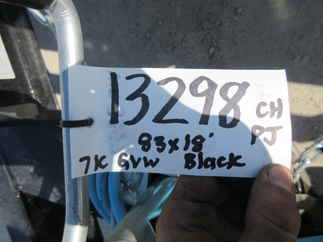 13298 CH
PJ
83x18'
7K GVW Black